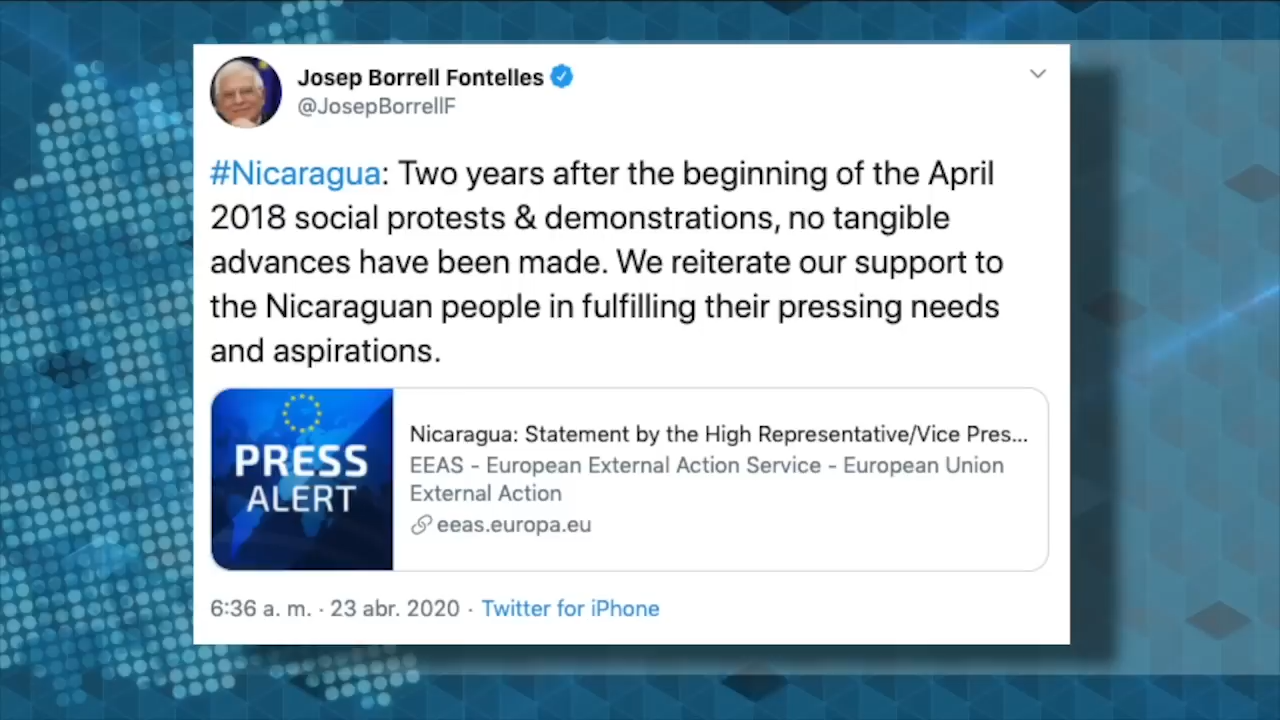 Josep Borrell Fontelles
@JosepBorrellF
#Nicaragua: Two years after the beginning of the April
2018 social protests & demonstrations, no tangible
advances have been made. We reiterate our support to
the Nicaraguan people in fulfilling their pressing needs
and aspirations.
PRESS
ALERT
Nicaragua: Statement by the High Representative/Vice Pres...
EEAS - European External Action Service - European Union
External Action
eeas.europa.eu
6:36 a. m. · 23 abr. 2020 · Twitter for iPhone